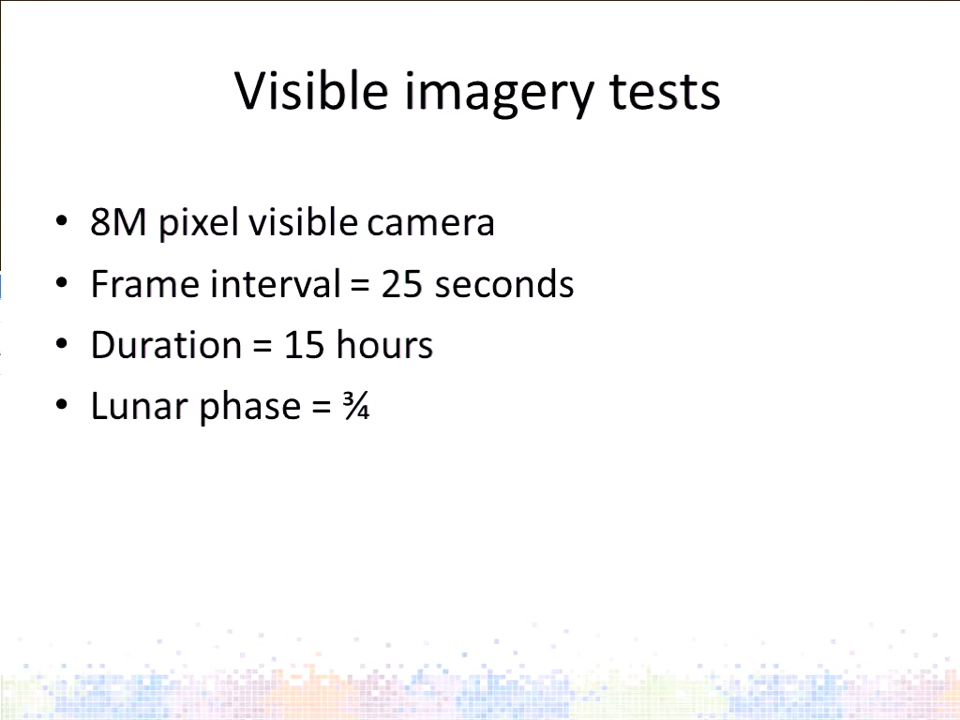 Visible imagery tests
• 8M pixel visible camera
• Frame interval = 25 seconds
• Duration = 15 hours
• Lunar phase = ¾